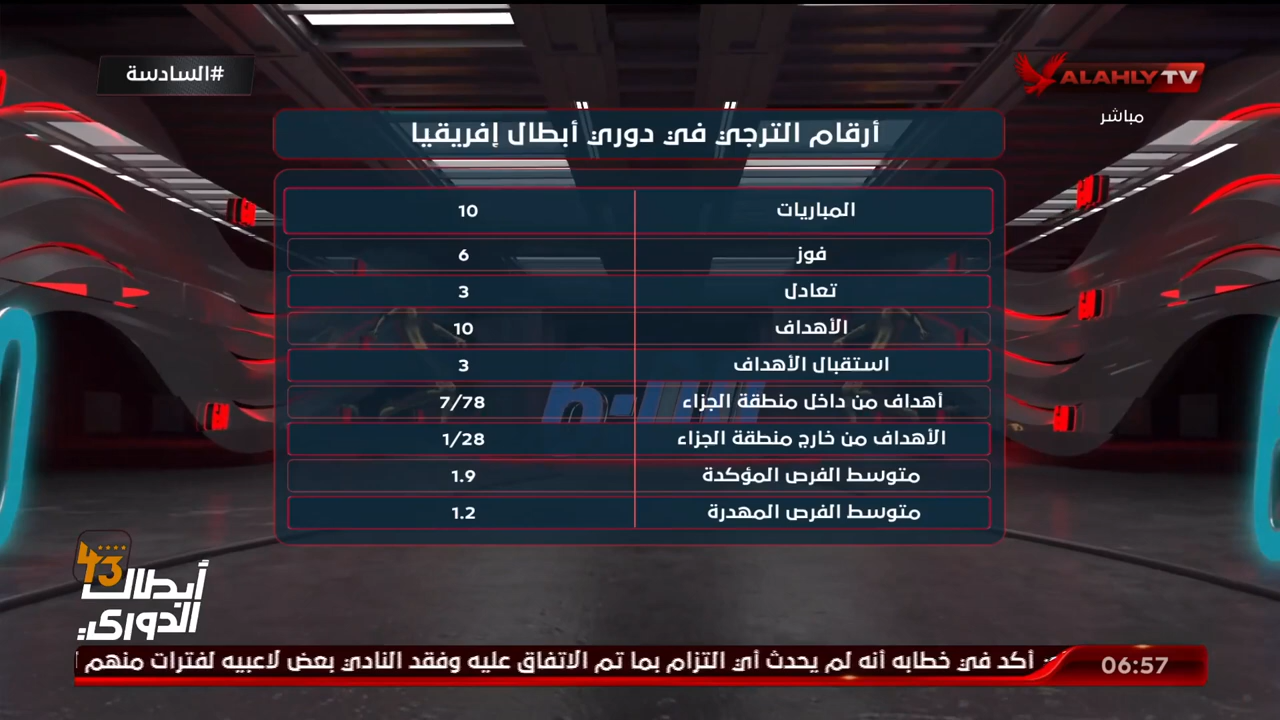 #السادسة
ALAHLY TV
مباشر
أرقام الترجي في دوري أبطال إفريقيا
المباريات 10
فوز 6
تعادل 3
الأهداف 10
استقبال الأهداف 3
أهداف من داخل منطقة الجزاء 7/78
الأهداف من خارج منطقة الجزاء 1/28
متوسط الفرص المؤكدة 1.9
متوسط الفرص المهدرة 1.2
43
أبطال
الدوري
06:57 أكد في خطابه أنه لم يحدث أي التزام بما تم الاتفاق عليه وفقد النادي بعض لاعبيه لفترات منهم